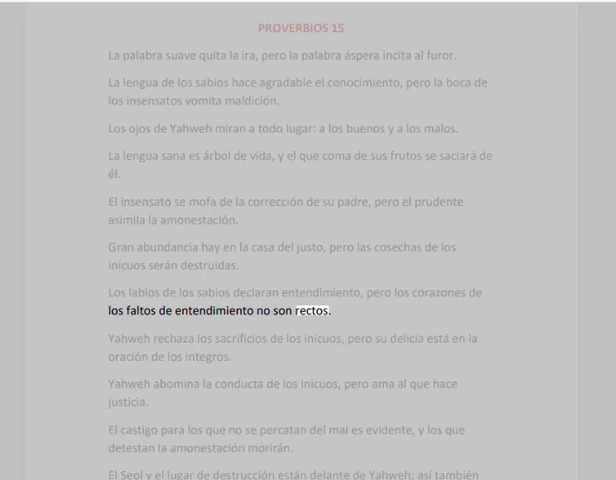 PROVERBIOS 15
La palabra suave quita la ira, pero la palabra áspera incita al furor.
La lengua de los sabios hace agradable el conocimiento, pero la boca de
los insensatos vomita maldición.
Los ojos de Yahweh miran a todo lugar: a los buenos y a los malos.
La lengua sana es árbol de vida, y el que coma de sus frutos se saciará de
él.
El insensato se mofa de la corrección de su padre, pero el prudente
asimila la amonestación.
Gran abundancia hay en la casa del justo, pero las cosechas de los
inicuos serán destruidas.
Los labios de los sabios declaran entendimiento, pero los corazones de
los faltos de entendimiento no son rectos.
Yahweh rechaza los sacrificios de los inicuos, pero su delicia está en la
oración de los íntegros.
Yahweh abomina la conducta de los inicuos, pero ama al que hace
justicia.
El castigo para los que no se percatan del mal es evidente, y los que
detestan la amonestación morirán.
El Seol y el lugar de destrucción están delante de Yahweh; así también